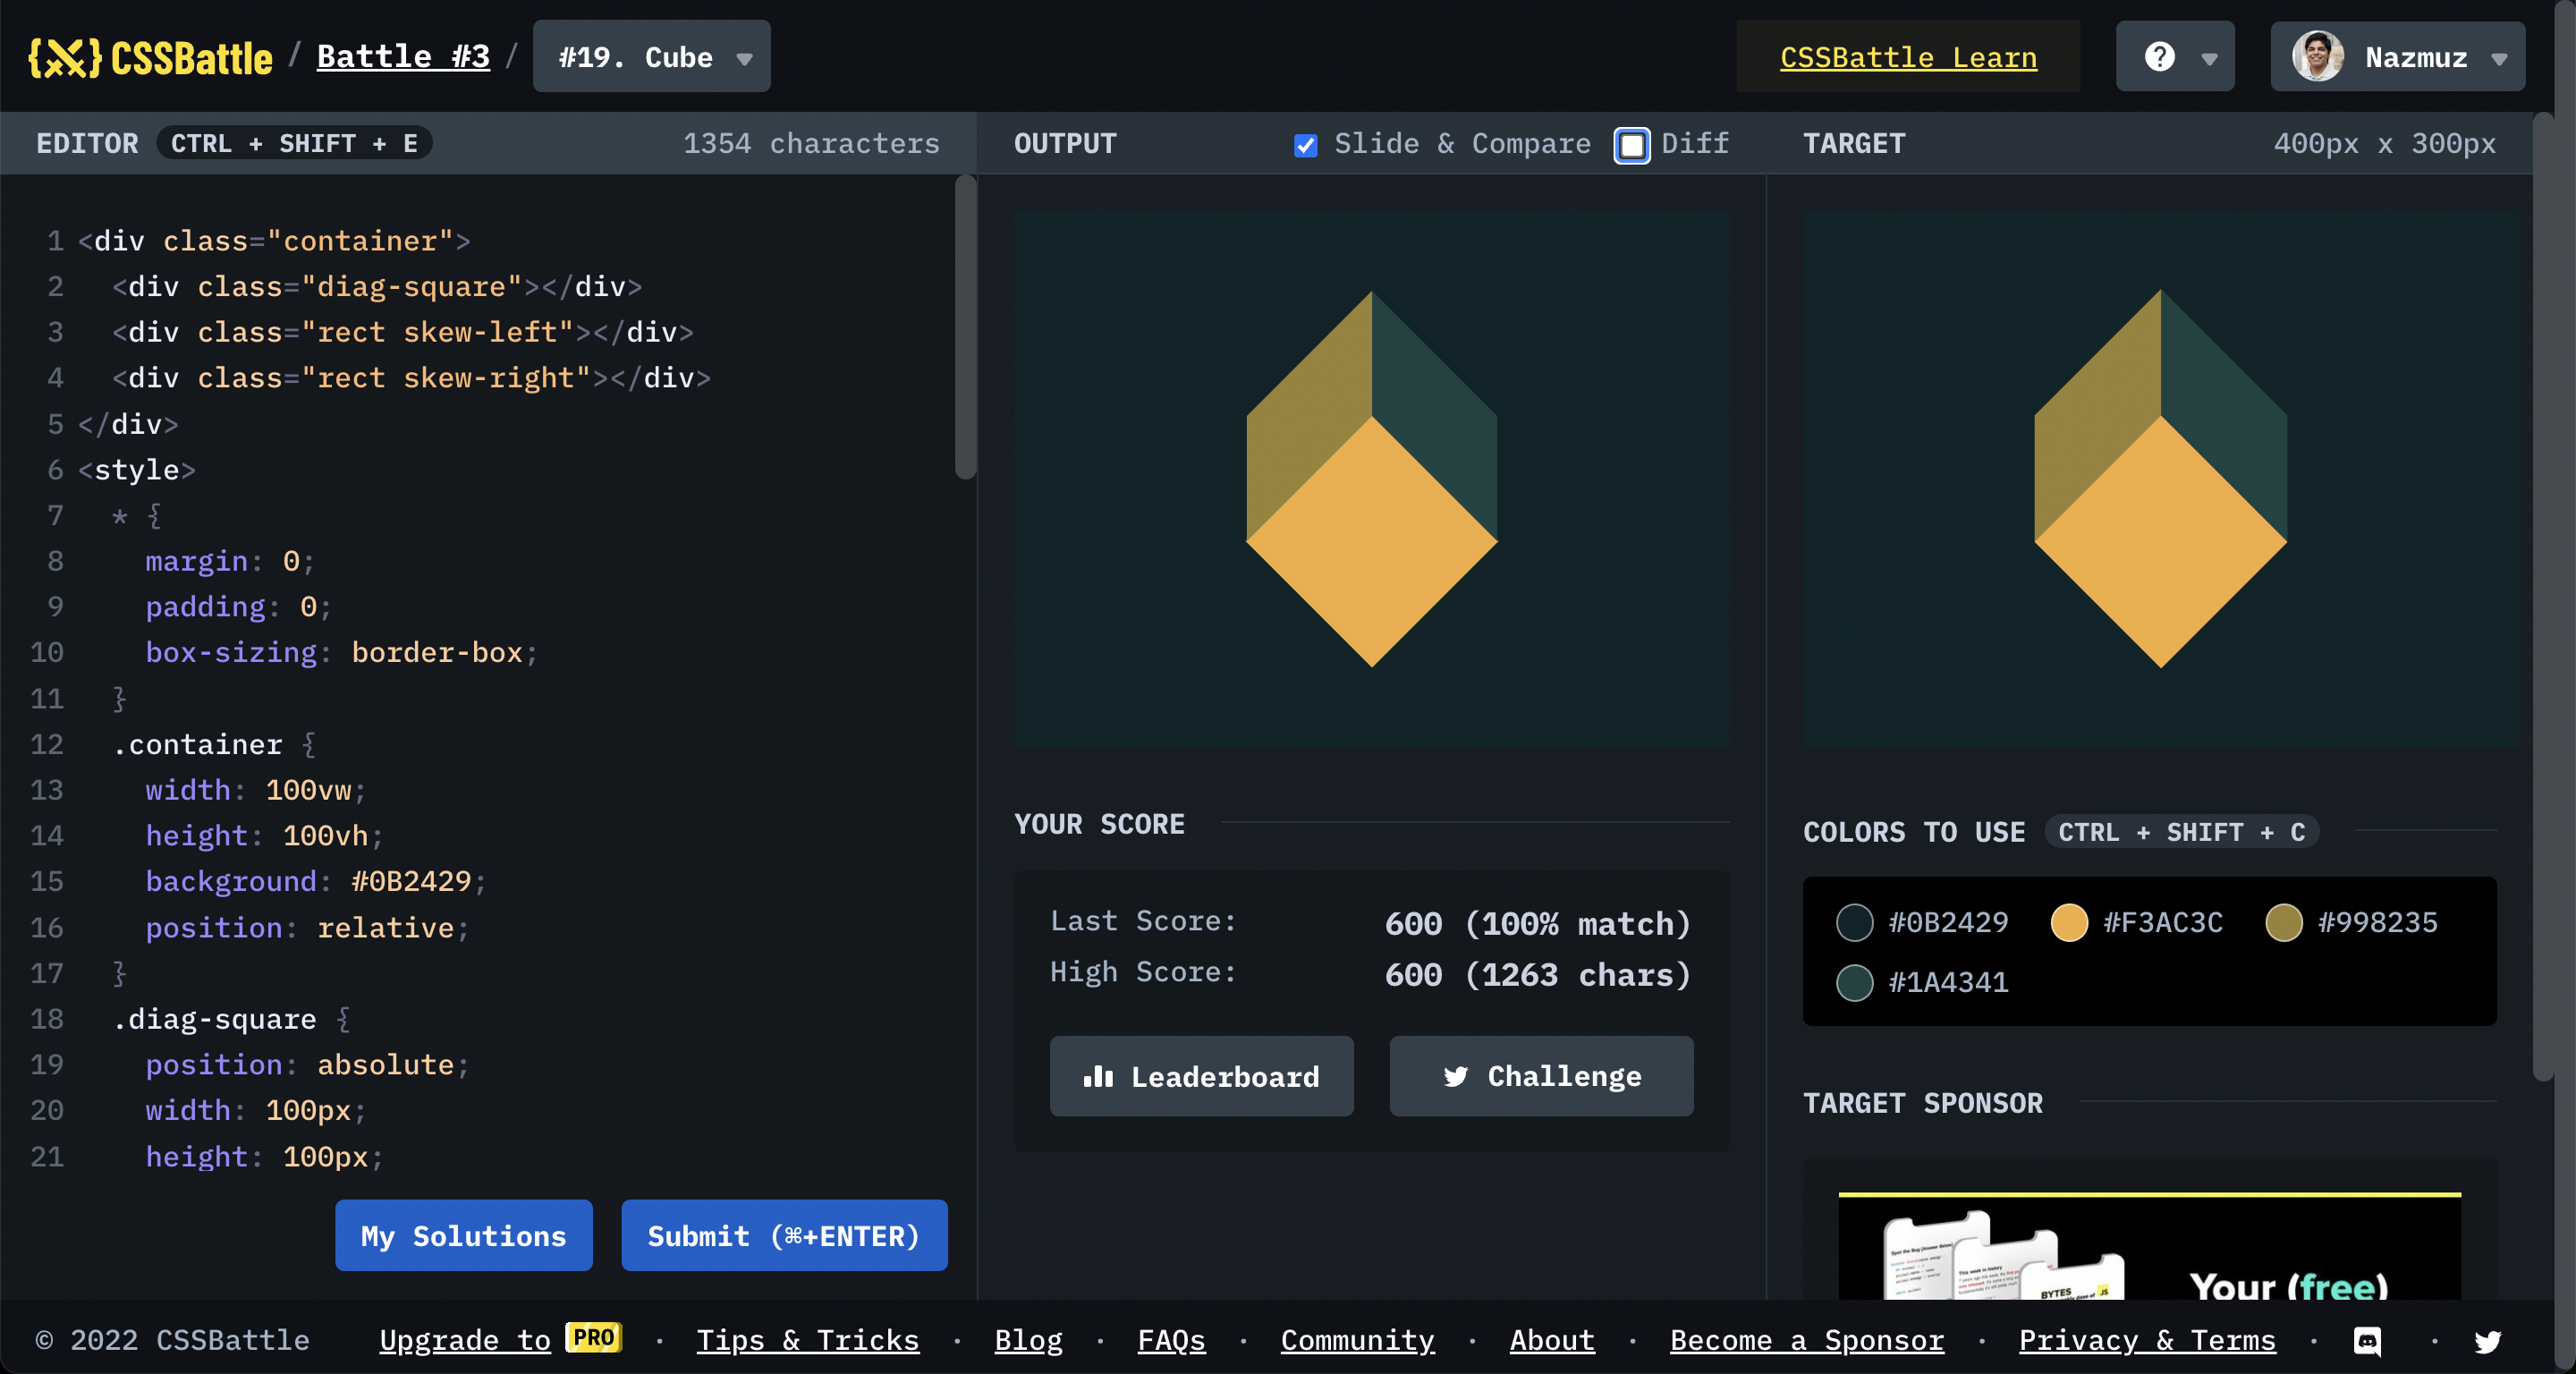 {X} CSSBattle / Battle #3 / #19. Cube
CSSBattle Learn
?
Nazmuz
EDITOR CTRL + SHIFT + E 1354 characters
1 <div class="container">
2 <div class="diag-square"></div>
3 <div class="rect skew-left"></div>
4 <div class="rect skew-right"></div>
5 </div>
6 <style>
7 * {
8 margin: 0;
9 padding: 0;
10 box-sizing: border-box;
11 }
12 .container {
13 width: 100vw;
14 height: 100vh;
15 background: #0B2429;
16 position: relative;
17 }
18 .diag-square {
19 position: absolute;
20 width: 100px;
21 height: 100px;
My Solutions
Submit (⌘+ENTER)
OUTPUT Slide & Compare Diff
YOUR SCORE
Last Score: 600 (100% match)
High Score: 600 (1263 chars)
Leaderboard
Challenge
TARGET 400px x 300px
COLORS TO USE CTRL + SHIFT + C
#0B2429 #F3AC3C #998235
#1A4341
TARGET SPONSOR
This week in history
BYTES
JS
Your (free)
© 2022 CSSBattle Upgrade to PRO · Tips & Tricks · Blog · FAQs · Community · About · Become a Sponsor · Privacy & Terms · ·